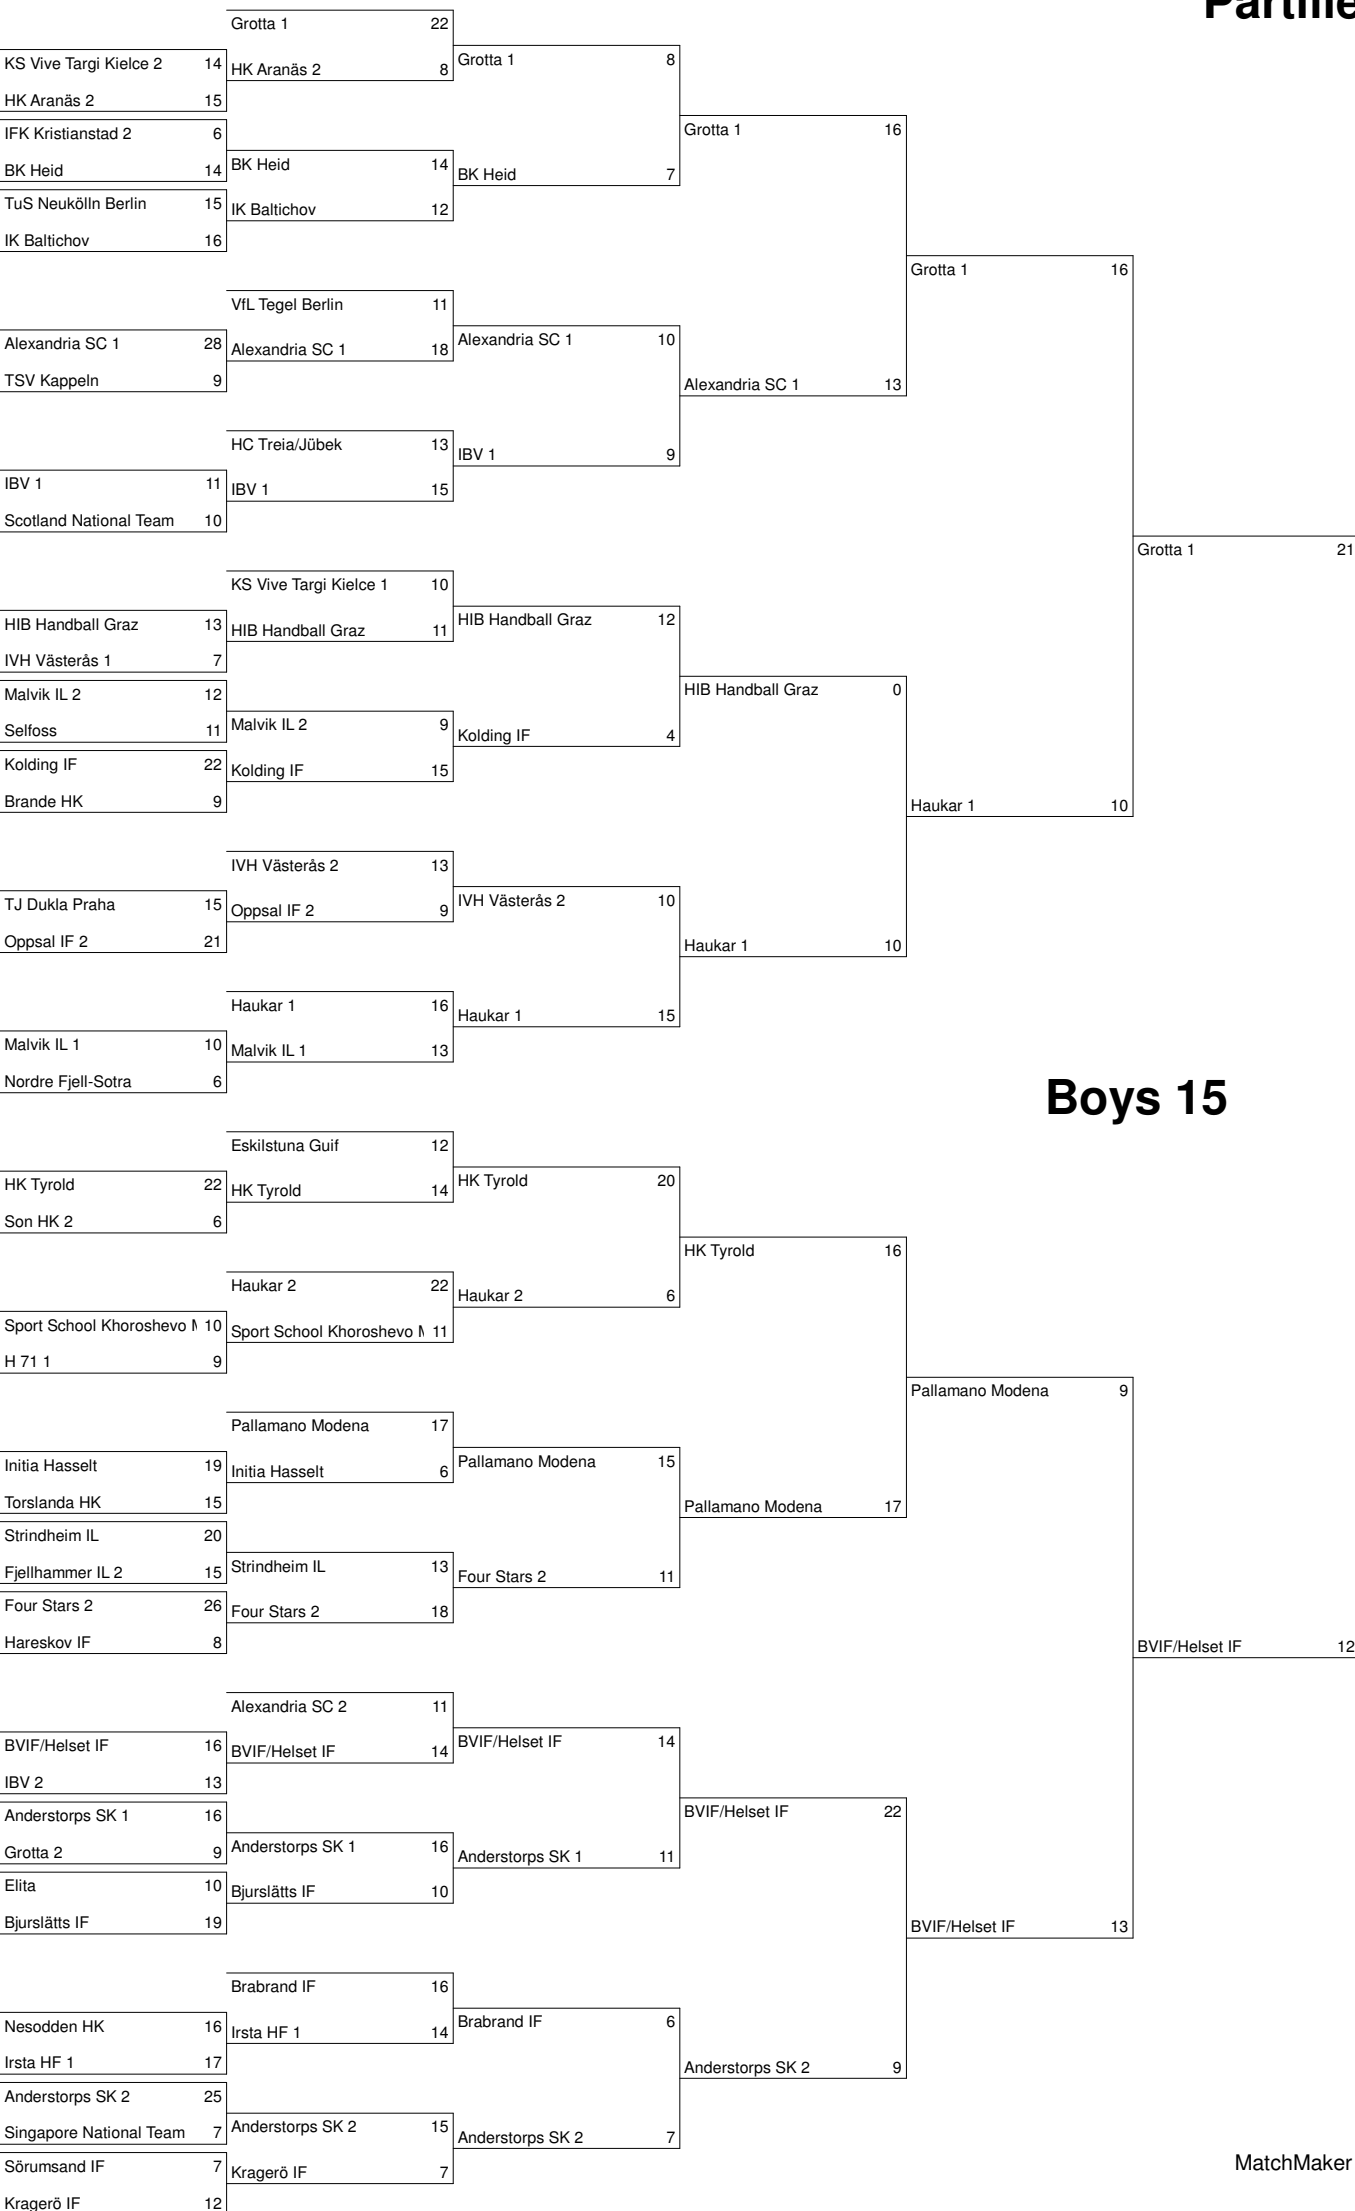 Partille
Grotta 1 22
KS Vive Targi Kielce 2 14
HK Aranäs 2 8
Grotta 1 8
HK Aranäs 2 15
IFK Kristianstad 2 6
Grotta 1 16
BK Heid 14
BK Heid 14
BK Heid 7
TuS Neukölln Berlin 15
IK Baltichov 12
IK Baltichov 16
Grotta 1 16
VfL Tegel Berlin 11
Alexandria SC 1 28
Alexandria SC 1 18
Alexandria SC 1 10
TSV Kappeln 9
Alexandria SC 1 13
HC Treia/Jübek 13
IBV 1 9
IBV 1 11
IBV 1 15
Scotland National Team 10
Grotta 1 21
KS Vive Targi Kielce 1 10
HIB Handball Graz 13
HIB Handball Graz 11
HIB Handball Graz 12
IVH Västerås 1 7
Malvik IL 2 12
HIB Handball Graz 0
Selfoss 11
Malvik IL 2 9
Kolding IF 4
Kolding IF 22
Kolding IF 15
Brande HK 9
Haukar 1 10
IVH Västerås 2 13
TJ Dukla Praha 15
Oppsal IF 2 9
IVH Västerås 2 10
Oppsal IF 2 21
Haukar 1 10
Haukar 1 16
Haukar 1 15
Malvik IL 1 10
Malvik IL 1 13
Nordre Fjell-Sotra 6
Boys 15
Eskilstuna Guif 12
HK Tyrold 22
HK Tyrold 14
HK Tyrold 20
Son HK 2 6
HK Tyrold 16
Haukar 2 22
Haukar 2 6
Sport School Khoroshevo 10
Sport School Khoroshevo 11
H 71 1 9
Pallamano Modena 9
Pallamano Modena 17
Initia Hasselt 19
Initia Hasselt 6
Pallamano Modena 15
Torslanda HK 15
Pallamano Modena 17
Strindheim IL 20
Fjellhammer IL 2 15
Strindheim IL 13
Four Stars 2 11
Four Stars 2 26
Four Stars 2 18
Hareskov IF 8
BVIF/Helset IF 12
Alexandria SC 2 11
BVIF/Helset IF 16
BVIF/Helset IF 14
BVIF/Helset IF 14
IBV 2 13
Anderstorps SK 1 16
BVIF/Helset IF 22
Grotta 2 9
Anderstorps SK 1 16
Anderstorps SK 1 11
Elita 10
Bjurslätts IF 10
Bjurslätts IF 19
BVIF/Helset IF 13
Brabrand IF 16
Nesodden HK 16
Irsta HF 1 14
Brabrand IF 6
Irsta HF 1 17
Anderstorps SK 2 9
Anderstorps SK 2 25
Singapore National Team 7
Anderstorps SK 2 15
Anderstorps SK 2 7
Sörumsand IF 7
Kragerö IF 7
MatchMaker
Kragerö IF 12